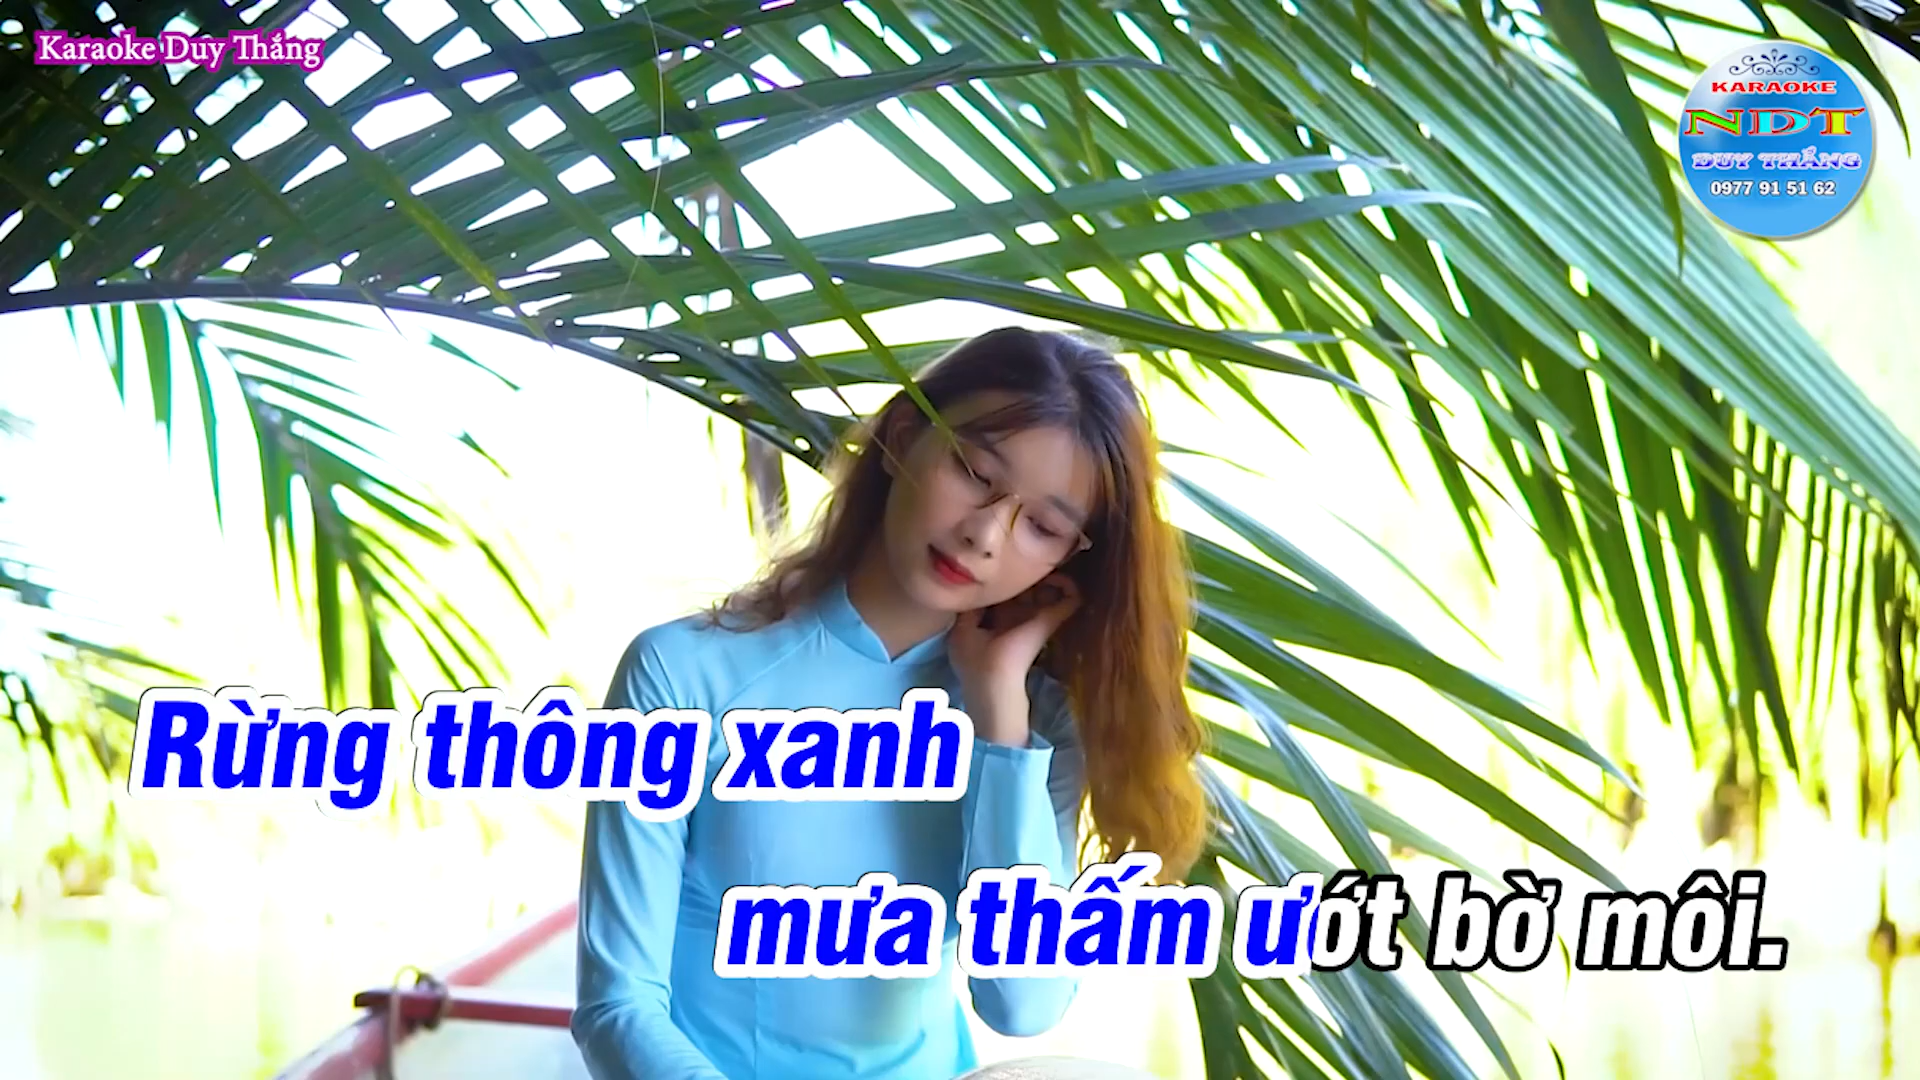 Karaoke Duy Thắng
KARAOKE
NDT
DUY THẮNG
0977 91 51 62
Rừng thông xanh
mưa thấm ướt bờ môi.